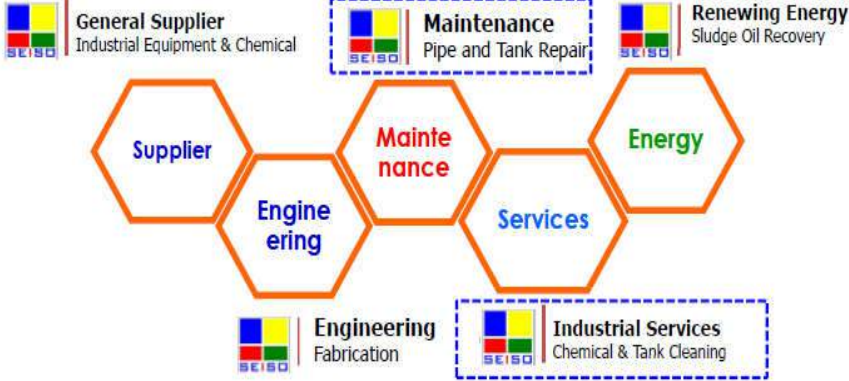 General Supplier
Industrial Equipment & Chemical
SEISO
Maintenance
Pipe and Tank Repair
SEISO
Renewing Energy
Sludge Oil Recovery
SEISO
Supplier
Engine
ering
Mainte
nance
Services
Energy
Engineering
Fabrication
SEISO
Industrial Services
Chemical & Tank Cleaning
SEISO